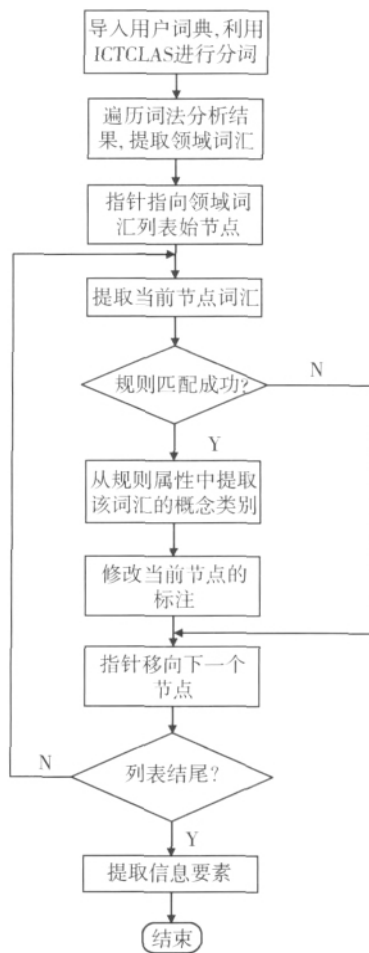 导入用户词典,利用
ICTCLAS进行分词
遍历词法分析结
果,提取领域词汇
指针指向领域词
汇列表始节点
提取当前节点词汇
规则匹配成功?
N
Y
从规则属性中提取
该词汇的概念类别
修改当前节点的
标注
指针移向下一个
节点
N
列表结尾?
Y
提取信息要素
结束